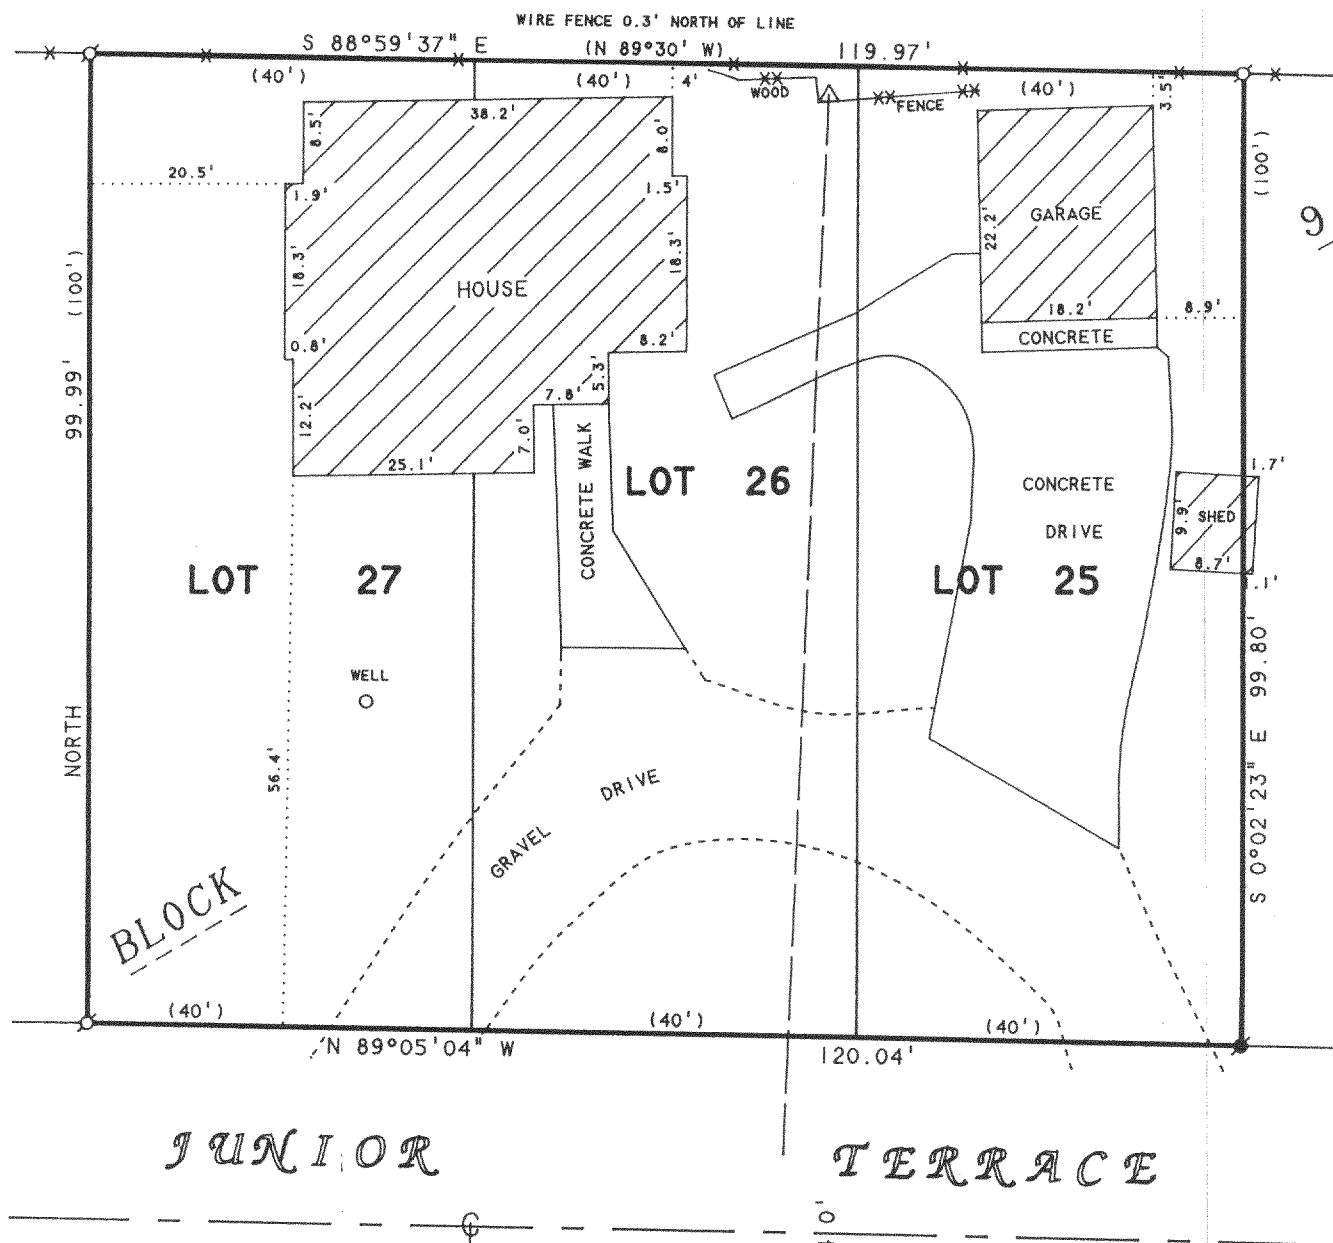 WIRE FENCE 0.3' NORTH OF LINE
S 88°59'37" E (N 89°30' W) 119.97'
(40') (40') 4' (40') 3.5'
WOOD
FENCE
38.2'
8.5' 8.0'
(100')
20.5' 1.9' 1.5'
GARAGE
22.2'
9
18.3' 18.3'
HOUSE
NORTH 99.99' (100')
18.2' 8.9'
CONCRETE
0.8' 8.2'
5.3'
7.8'
12.2' 7.0'
25.1'
CONCRETE WALK
LOT 26
CONCRETE
DRIVE
1.7'
9.9' SHED
8.7'
.1'
LOT 27
LOT 25
WELL
56.4'
GRAVEL DRIVE
S 0°02'23" E 99.80'
BLOCK
(40') (40') (40')
N 89°05'04" W 120.04'
JUNIOR TERRACE
℄
0'